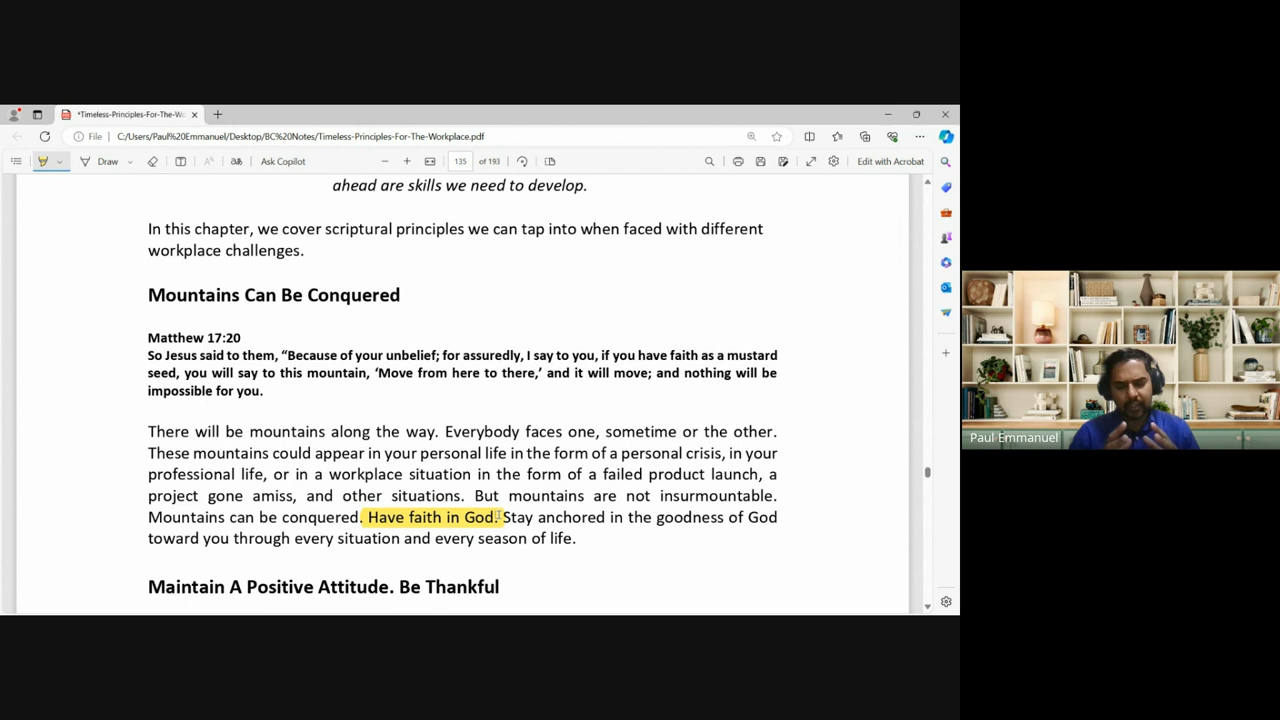 *Timeless-Principles-For-The-Wo
File
C:/Users/Paul%20Emmanuel/Desktop/BC%20Notes/Timeless-Principles-For-The-Workplace.pdf
Draw
Ask Copilot
135 of 193
Edit with Acrobat
ahead are skills we need to develop.
In this chapter, we cover scriptural principles we can tap into when faced with different
workplace challenges.
Mountains Can Be Conquered
Matthew 17:20
So Jesus said to them, “Because of your unbelief; for assuredly, I say to you, if you have faith as a mustard
seed, you will say to this mountain, ‘Move from here to there,’ and it will move; and nothing will be
impossible for you.
There will be mountains along the way. Everybody faces one, sometime or the other.
These mountains could appear in your personal life in the form of a personal crisis, in your
professional life, or in a workplace situation in the form of a failed product launch, a
project gone amiss, and other situations. But mountains are not insurmountable.
Mountains can be conquered. Have faith in God. Stay anchored in the goodness of God
toward you through every situation and every season of life.
Maintain A Positive Attitude. Be Thankful
Paul Emmanuel